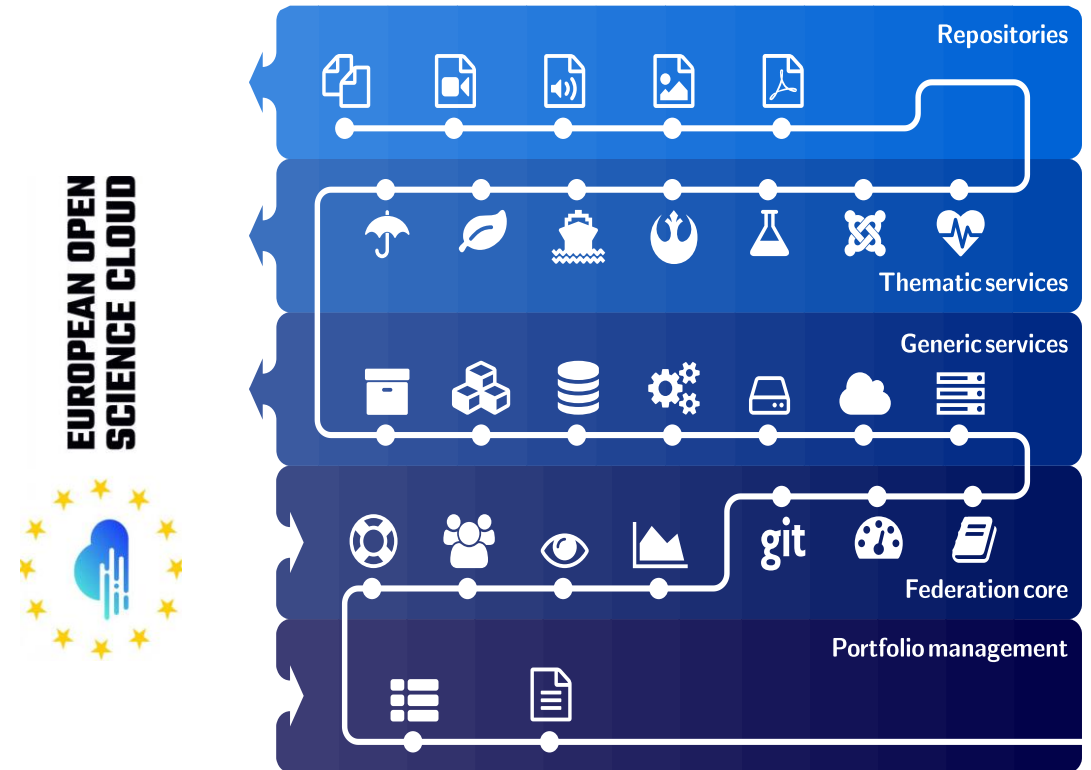 EUROPEAN OPEN
SCIENCE CLOUD
Repositories
Thematic services
Generic services
git
Federation core
Portfolio management